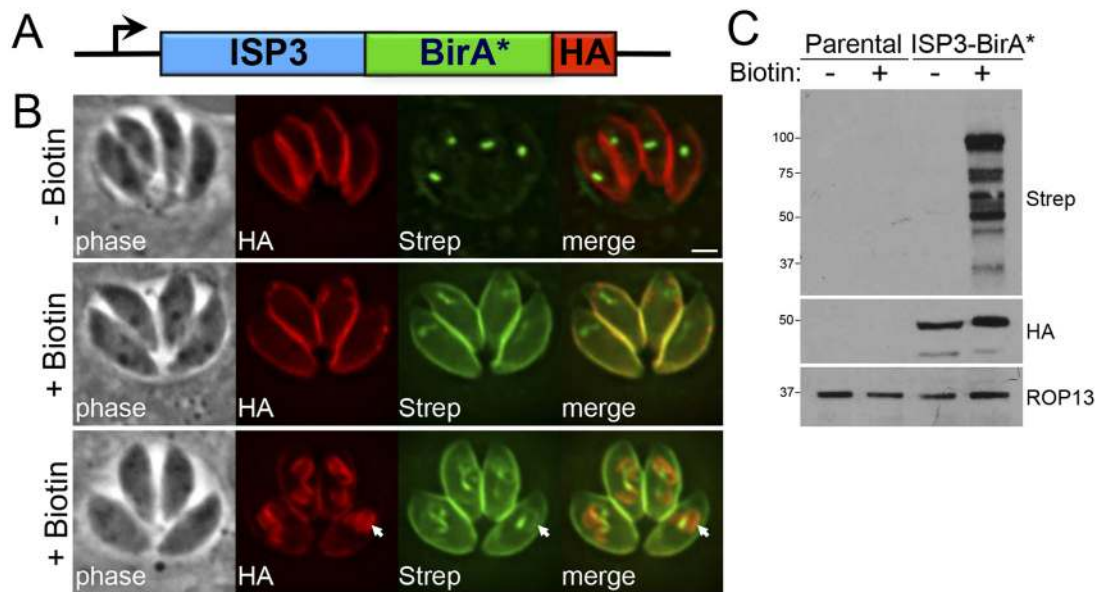 A
ISP3 BirA* HA
B
- Biotin
phase HA Strep merge
+ Biotin
phase HA Strep merge
+ Biotin
phase HA Strep merge
C
Parental ISP3-BirA*
Biotin: - + - +
100
75
50
37
Strep
50
HA
37
ROP13